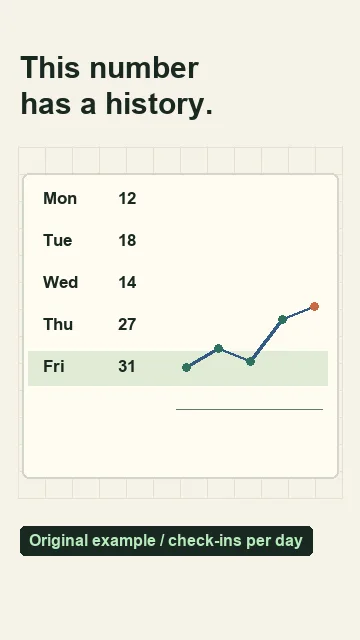 This number
has a history.
Mon 12
Tue 18
Wed 14
Thu 27
Fri 31
Original example / check-ins per day